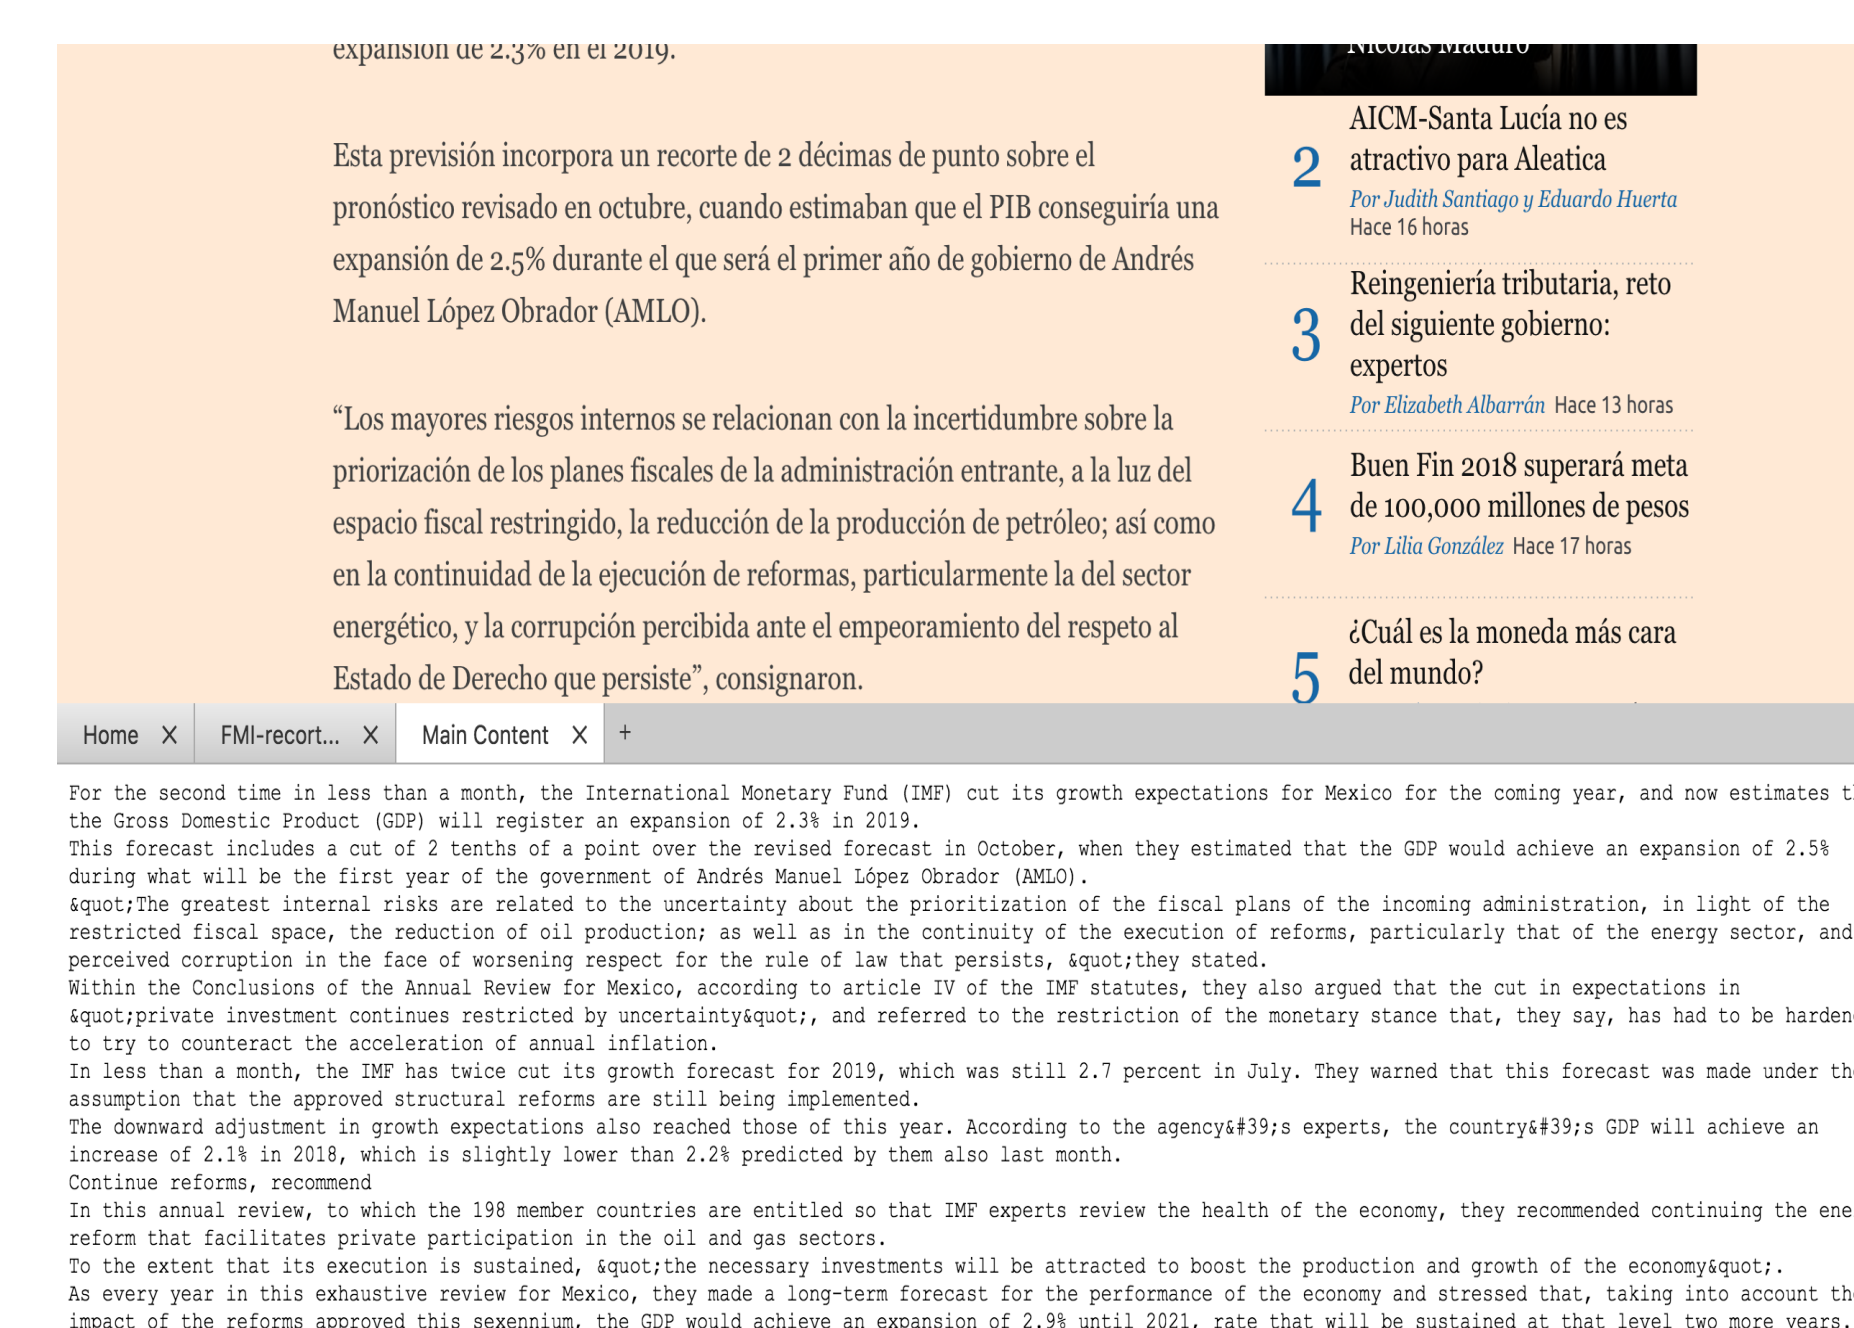 expansión de 2.3% en el 2019.
Esta previsión incorpora un recorte de 2 décimas de punto sobre el
pronóstico revisado en octubre, cuando estimaban que el PIB conseguiría una
expansión de 2.5% durante el que será el primer año de gobierno de Andrés
Manuel López Obrador (AMLO).
“Los mayores riesgos internos se relacionan con la incertidumbre sobre la
priorización de los planes fiscales de la administración entrante, a la luz del
espacio fiscal restringido, la reducción de la producción de petróleo; así como
en la continuidad de la ejecución de reformas, particularmente la del sector
energético, y la corrupción percibida ante el empeoramiento del respeto al
Estado de Derecho que persiste”, consignaron.
Nicolás Maduro
2
AICM-Santa Lucía no es
atractivo para Aleatica
Por Judith Santiago y Eduardo Huerta
Hace 16 horas
3
Reingeniería tributaria, reto
del siguiente gobierno:
expertos
Por Elizabeth Albarrán Hace 13 horas
4
Buen Fin 2018 superará meta
de 100,000 millones de pesos
Por Lilia González Hace 17 horas
5
¿Cuál es la moneda más cara
del mundo?
Home X FMI-recort... X Main Content X +
For the second time in less than a month, the International Monetary Fund (IMF) cut its growth expectations for Mexico for the coming year, and now estimates
the Gross Domestic Product (GDP) will register an expansion of 2.3% in 2019.
This forecast includes a cut of 2 tenths of a point over the revised forecast in October, when they estimated that the GDP would achieve an expansion of 2.5%
during what will be the first year of the government of Andrés Manuel López Obrador (AMLO).
&quot;The greatest internal risks are related to the uncertainty about the prioritization of the fiscal plans of the incoming administration, in light of the
restricted fiscal space, the reduction of oil production; as well as in the continuity of the execution of reforms, particularly that of the energy sector, and
perceived corruption in the face of worsening respect for the rule of law that persists, &quot;they stated.
Within the Conclusions of the Annual Review for Mexico, according to article IV of the IMF statutes, they also argued that the cut in expectations in
&quot;private investment continues restricted by uncertainty&quot;, and referred to the restriction of the monetary stance that, they say, has had to be harden
to try to counteract the acceleration of annual inflation.
In less than a month, the IMF has twice cut its growth forecast for 2019, which was still 2.7 percent in July. They warned that this forecast was made under th
assumption that the approved structural reforms are still being implemented.
The downward adjustment in growth expectations also reached those of this year. According to the agency&#39;s experts, the country&#39;s GDP will achieve an
increase of 2.1% in 2018, which is slightly lower than 2.2% predicted by them also last month.
Continue reforms, recommend
In this annual review, to which the 198 member countries are entitled so that IMF experts review the health of the economy, they recommended continuing the ene
reform that facilitates private participation in the oil and gas sectors.
To the extent that its execution is sustained, &quot;the necessary investments will be attracted to boost the production and growth of the economy&quot;.
As every year in this exhaustive review for Mexico, they made a long-term forecast for the performance of the economy and stressed that, taking into account th
impact of the reforms approved this sexennium, the GDP would achieve an expansion of 2.9% until 2021, rate that will be sustained at that level two more years.